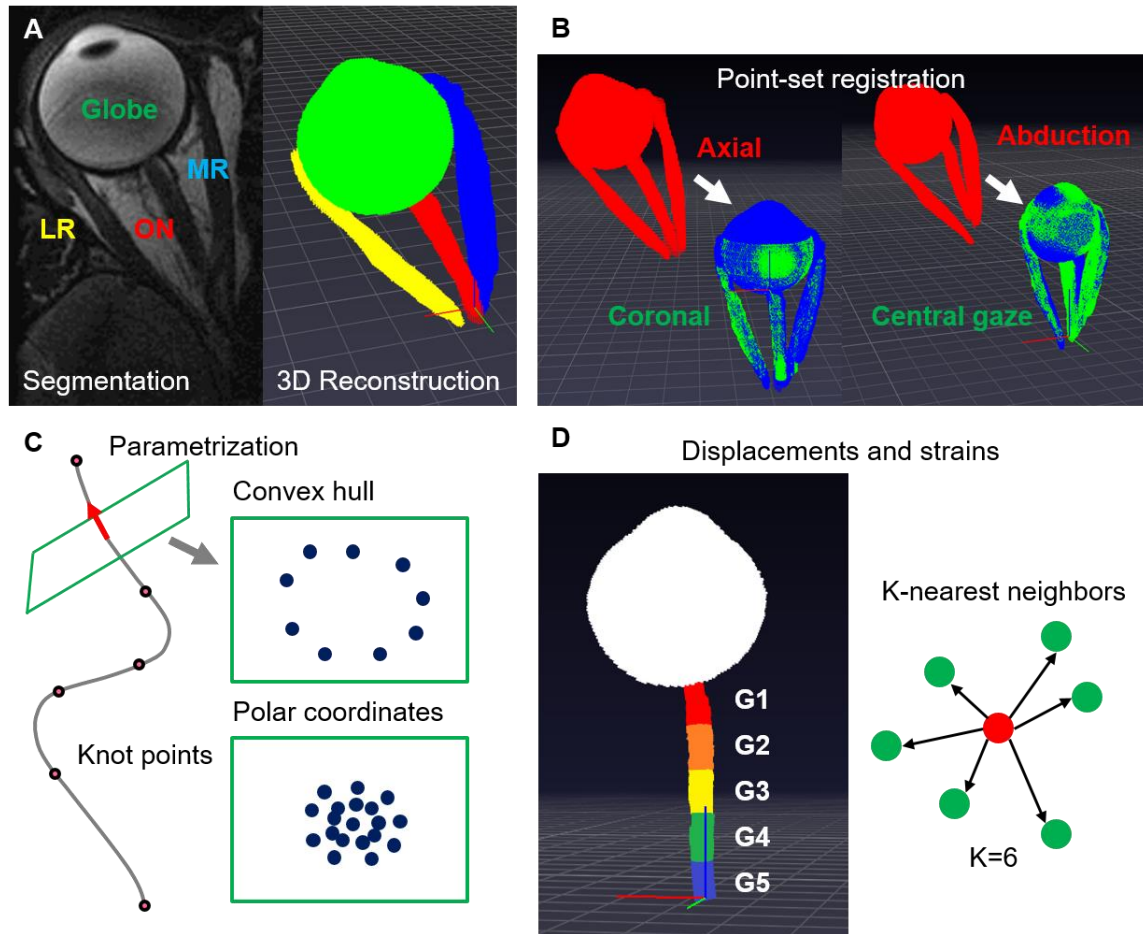 A
Globe
MR
LR
ON
Segmentation
3D Reconstruction
B
Point-set registration
Axial
Coronal
Abduction
Central gaze
C
Parametrization
Convex hull
Polar coordinates
Knot points
D
Displacements and strains
G1
G2
G3
G4
G5
K-nearest neighbors
K=6